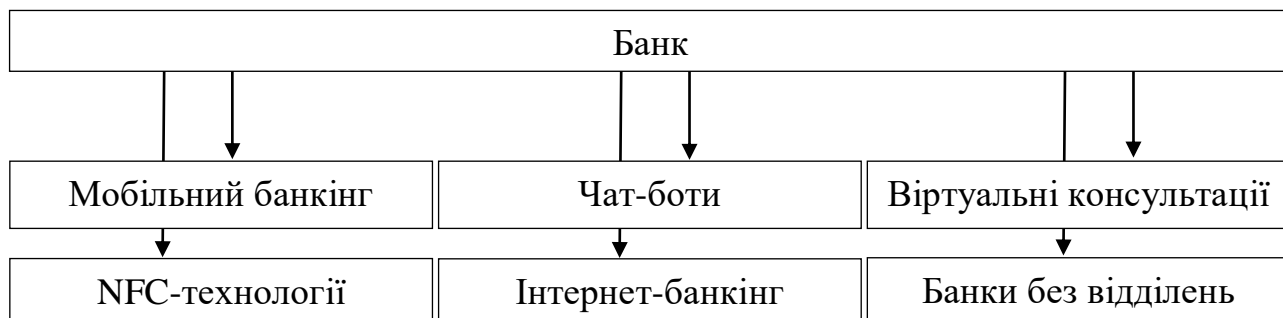 Банк
Мобільний банкінг
Чат-боти
Віртуальні консультації
NFC-технології
Інтернет-банкінг
Банки без відділень